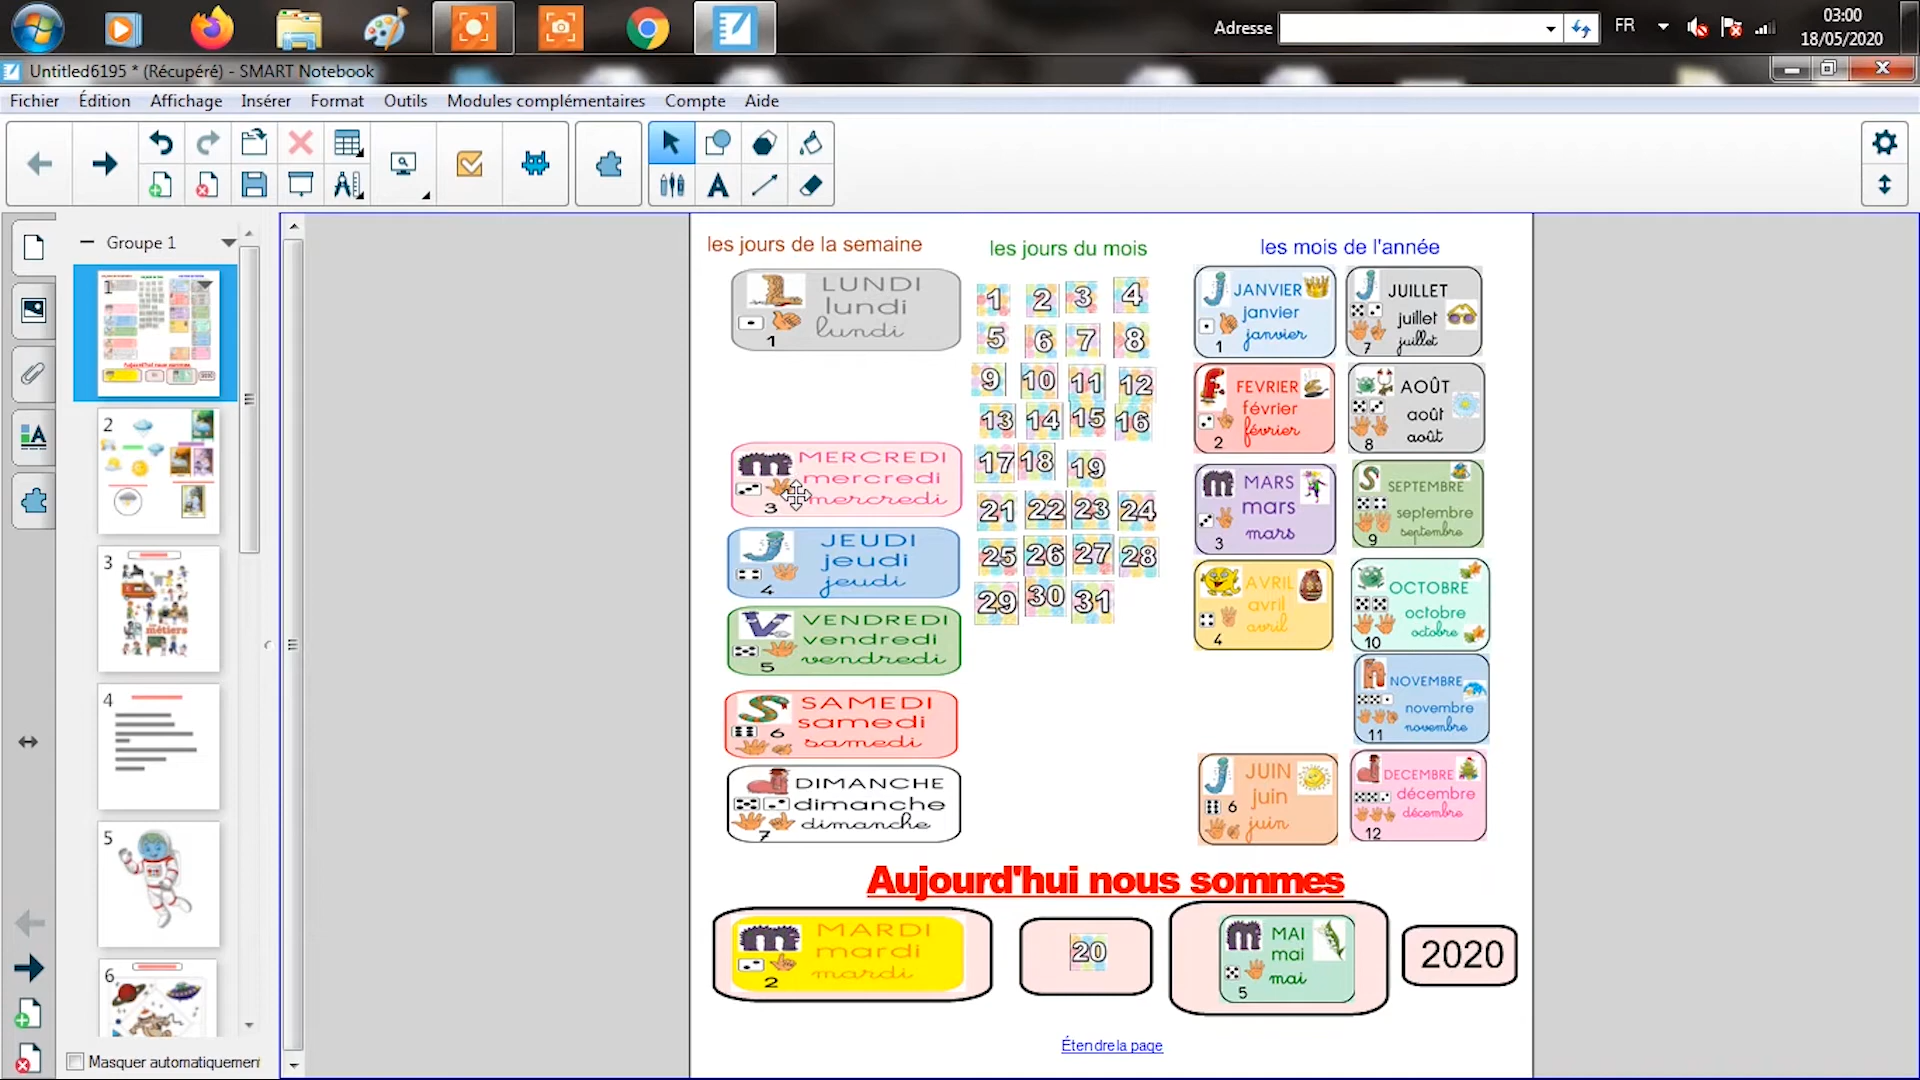 Adresse
FR
03:00
18/05/2020
Untitled6195 * (Récupéré) - SMART Notebook
Fichier Édition Affichage Insérer Format Outils Modules complémentaires Compte Aide
Groupe 1
1
2
3
4
5
6
Masquer automatiquement
les jours de la semaine
les jours du mois
les mois de l'année
LUNDI
lundi
lundi
1
MERCREDI
mercredi
mercredi
3
JEUDI
jeudi
jeudi
4
VENDREDI
vendredi
vendredi
5
SAMEDI
samedi
samedi
6
DIMANCHE
dimanche
dimanche
7
1 2 3 4
5 6 7 8
9 10 11 12
13 14 15 16
17 18 19
21 22 23 24
25 26 27 28
29 30 31
JANVIER
janvier
janvier
1
JUILLET
juillet
juillet
7
FEVRIER
février
février
2
AOÛT
août
août
8
MARS
mars
mars
3
SEPTEMBRE
septembre
septembre
9
AVRIL
avril
avril
4
OCTOBRE
octobre
octobre
10
NOVEMBRE
novembre
novembre
11
JUIN
juin
juin
6
DECEMBRE
décembre
décembre
12
Aujourd'hui nous sommes
MARDI
mardi
mardi
2
20
MAI
mai
mai
5
2020
Étendre la page